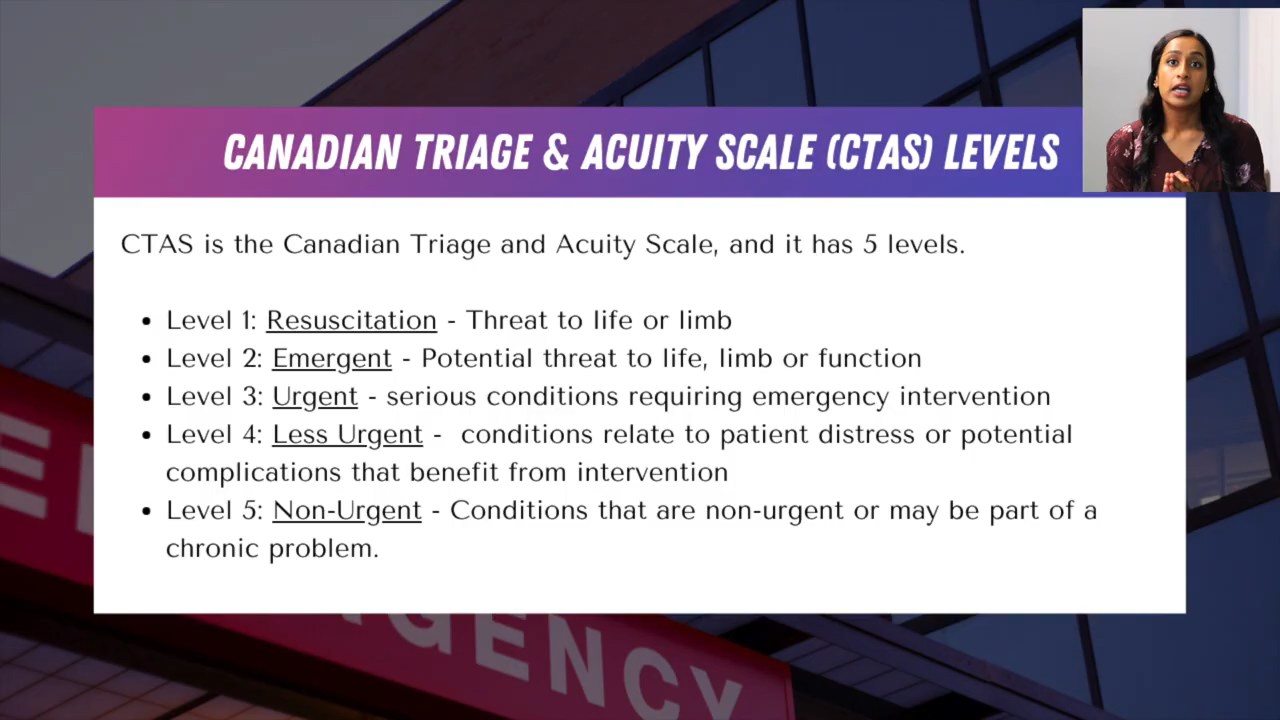 CANADIAN TRIAGE & ACUITY SCALE (CTAS) LEVELS
CTAS is the Canadian Triage and Acuity Scale, and it has 5 levels.
• Level 1: Resuscitation - Threat to life or limb
• Level 2: Emergent - Potential threat to life, limb or function
• Level 3: Urgent - serious conditions requiring emergency intervention
• Level 4: Less Urgent -  conditions relate to patient distress or potential
complications that benefit from intervention
• Level 5: Non-Urgent - Conditions that are non-urgent or may be part of a
chronic problem.